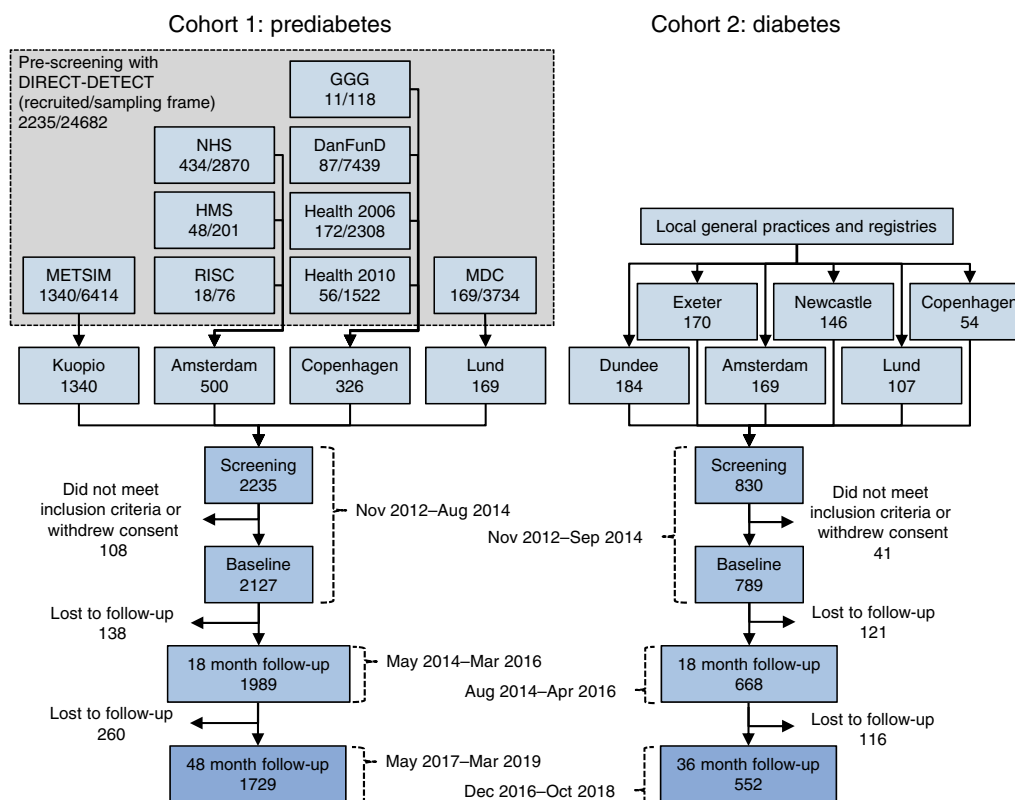 Cohort 1: prediabetes
Pre-screening with
DIRECT-DETECT
(recruited/sampling frame)
2235/24682
GGG
11/118
NHS
434/2870
DanFunD
87/7439
HMS
48/201
Health 2006
172/2308
METSIM
1340/6414
RISC
18/76
Health 2010
56/1522
MDC
169/3734
Kuopio
1340
Amsterdam
500
Copenhagen
326
Lund
169
Screening
2235
Did not meet
inclusion criteria or
withdrew consent
108
Nov 2012–Aug 2014
Baseline
2127
Lost to follow-up
138
18 month follow-up
1989
May 2014–Mar 2016
Lost to follow-up
260
48 month follow-up
1729
May 2017–Mar 2019
Cohort 2: diabetes
Local general practices and registries
Exeter
170
Newcastle
146
Copenhagen
54
Dundee
184
Amsterdam
169
Lund
107
Screening
830
Did not meet
inclusion criteria or
withdrew consent
41
Nov 2012–Sep 2014
Baseline
789
Lost to follow-up
121
18 month follow-up
668
Aug 2014–Apr 2016
Lost to follow-up
116
36 month follow-up
552
Dec 2016–Oct 2018